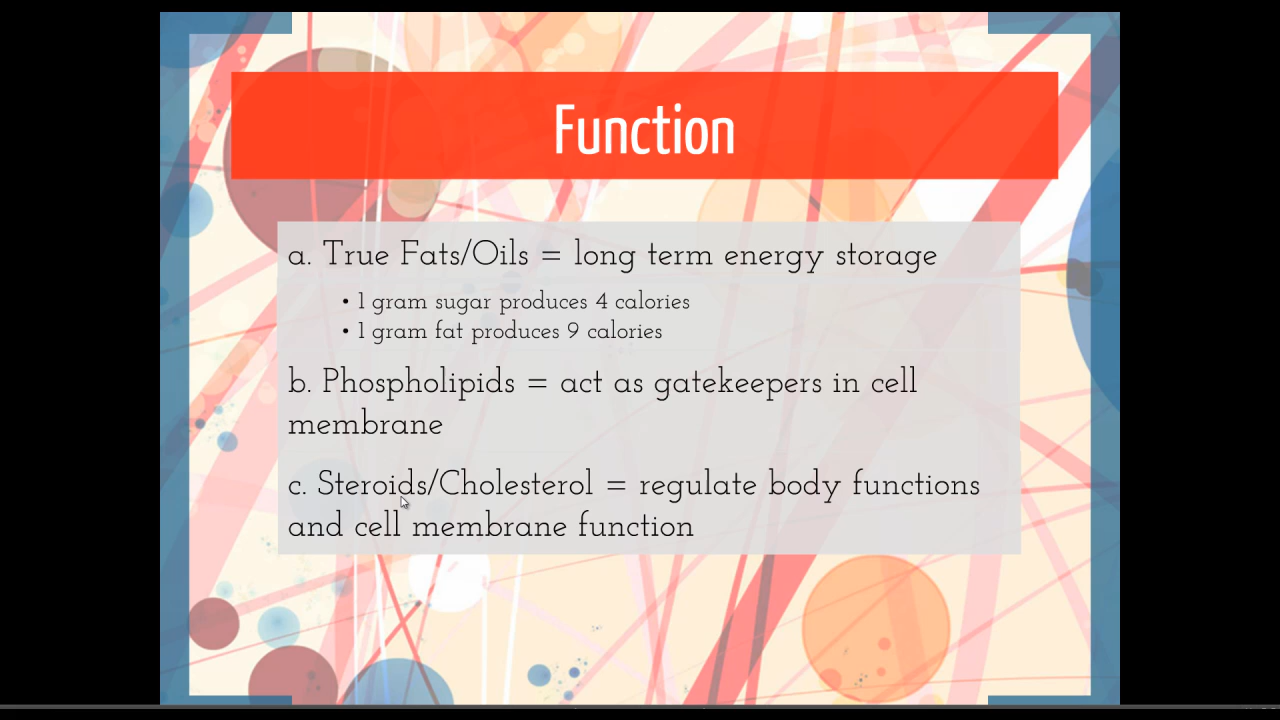 Function
a. True Fats/Oils = long term energy storage
• 1 gram sugar produces 4 calories
• 1 gram fat produces 9 calories
b. Phospholipids = act as gatekeepers in cell
membrane
c. Steroids/Cholesterol = regulate body functions
and cell membrane function